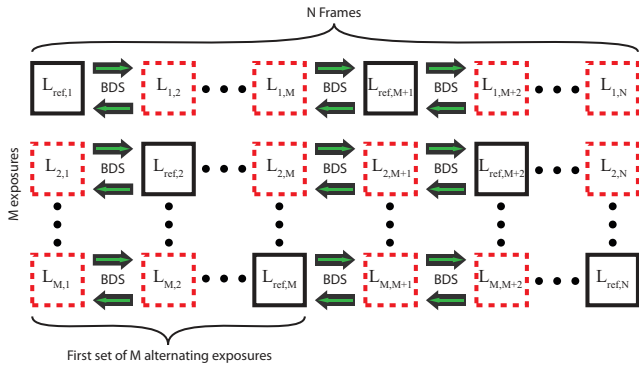 N Frames
L_ref,1 BDS L_1,2 L_1,M BDS L_ref,M+1 BDS L_1,M+2 L_1,N
M exposures
L_2,1 BDS L_ref,2 L_2,M BDS L_2,M+1 BDS L_ref,M+2 L_2,N
L_M,1 BDS L_M,2 L_ref,M BDS L_M,M+1 BDS L_M,M+2 L_ref,N
First set of M alternating exposures